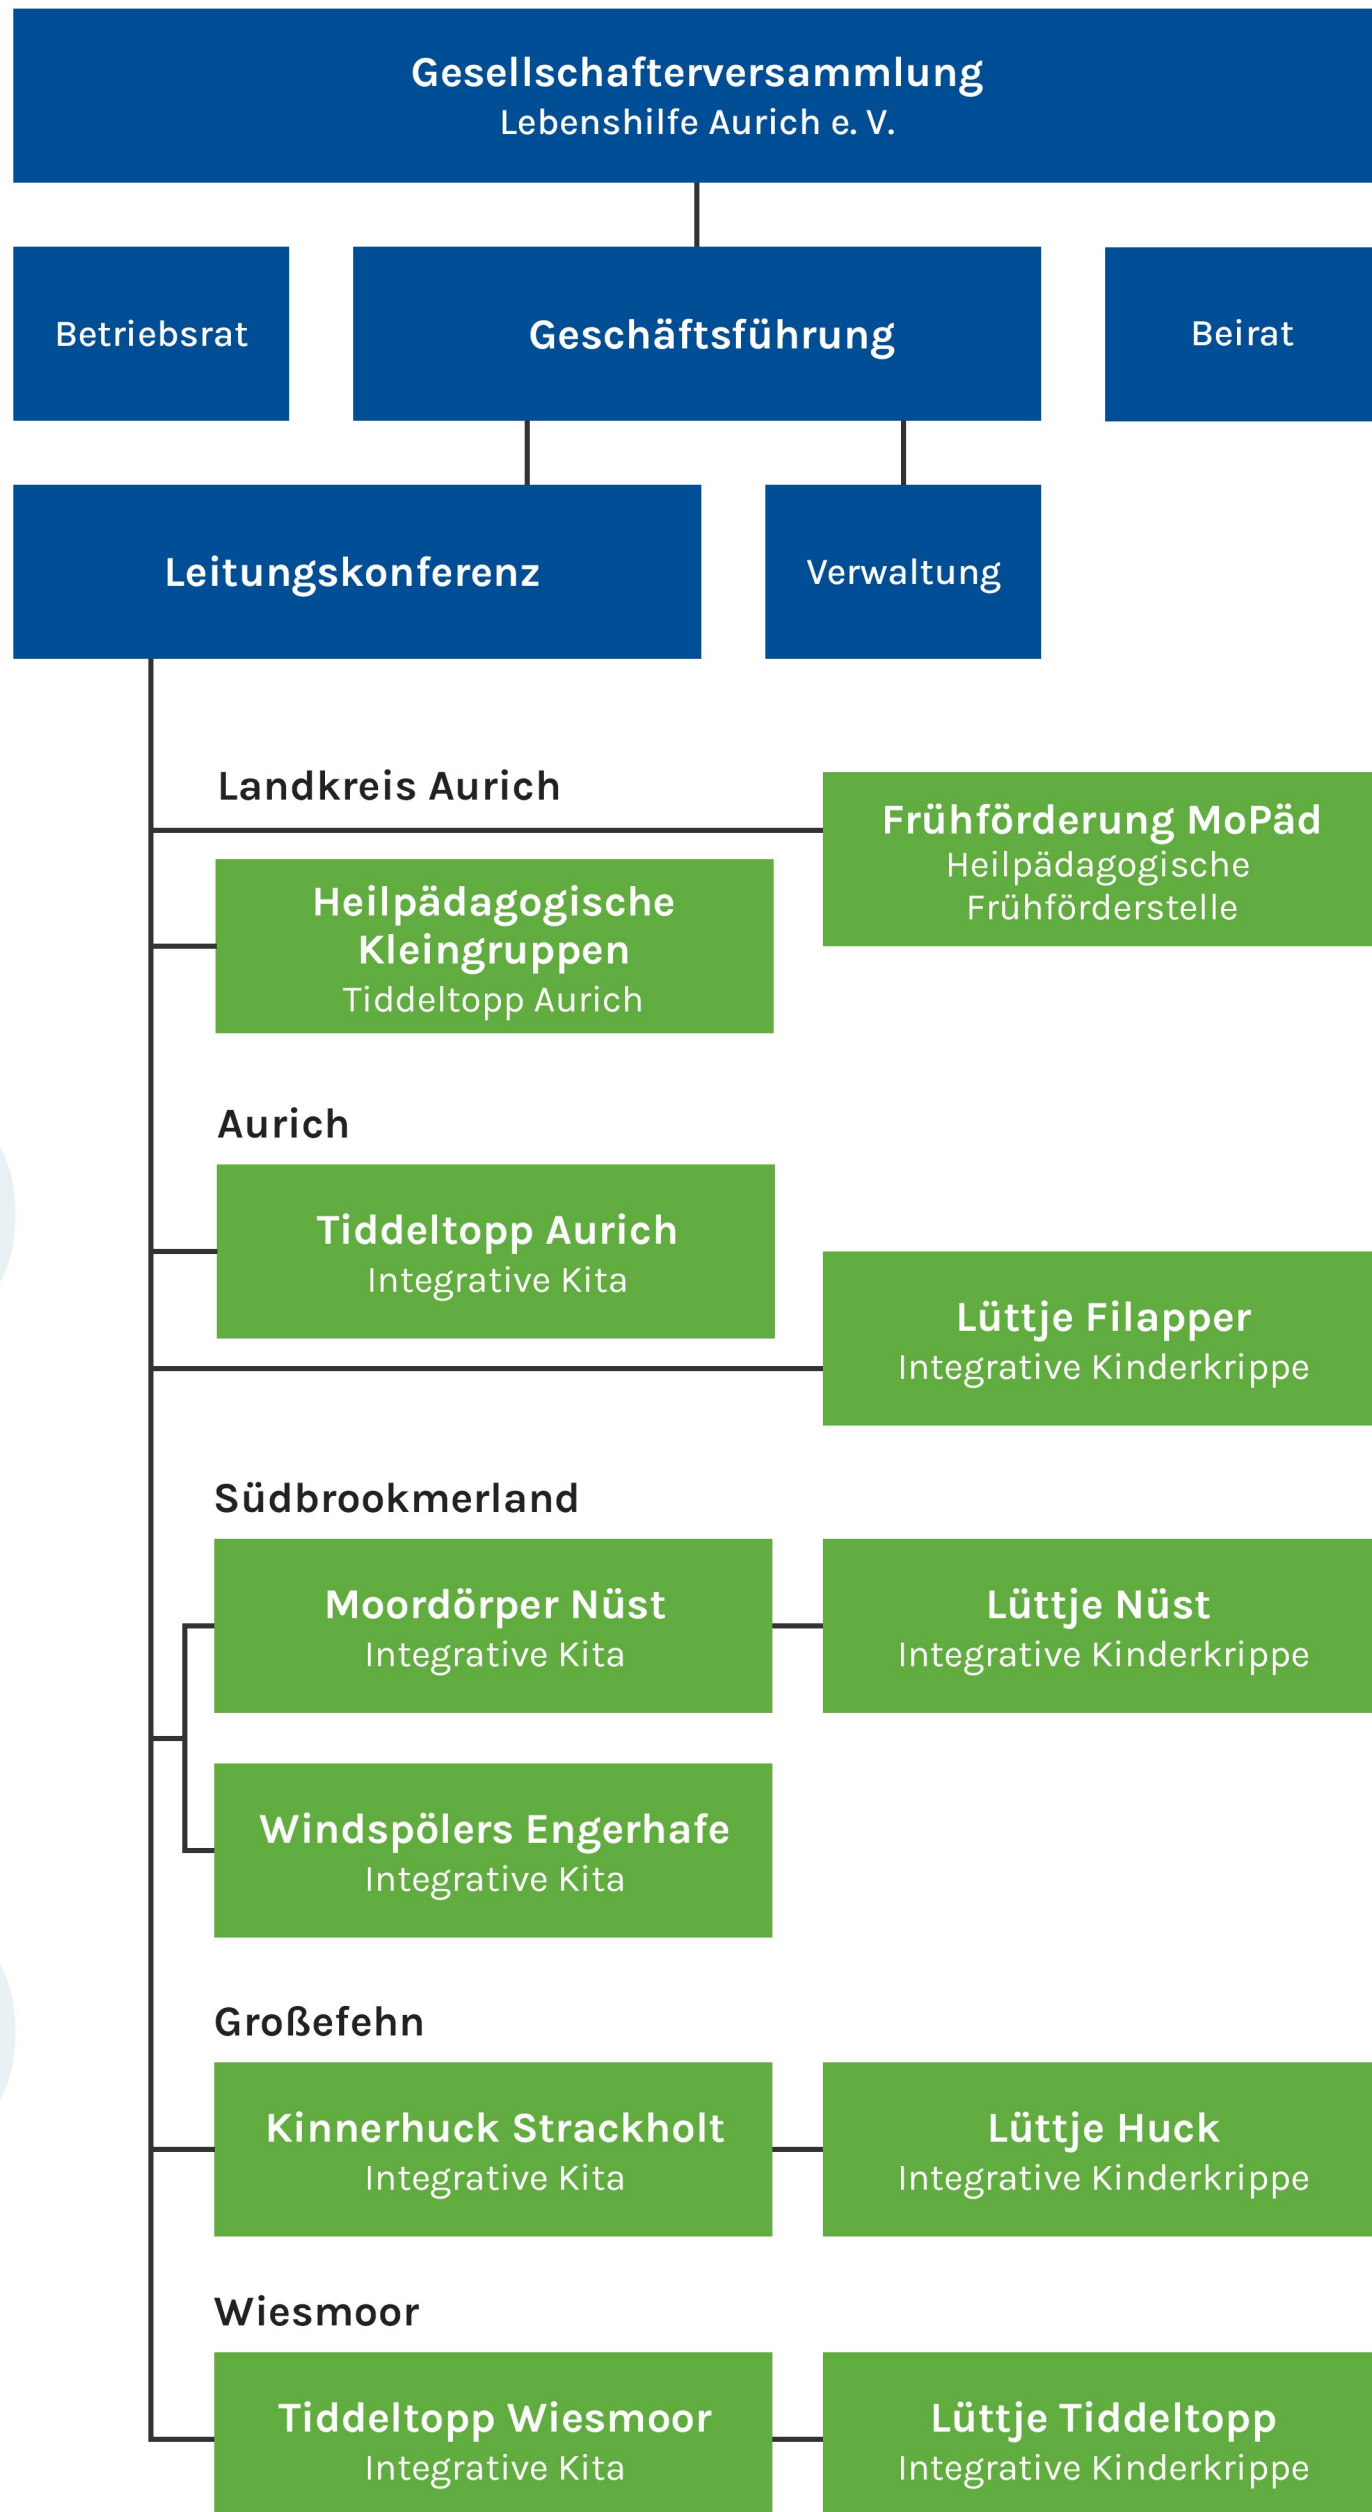 Gesellschafterversammlung
Lebenshilfe Aurich e. V.
Betriebsrat
Geschäftsführung
Beirat
Leitungskonferenz
Verwaltung
Landkreis Aurich
Frühförderung MoPäd
Heilpädagogische
Frühförderstelle
Heilpädagogische
Kleingruppen
Tiddeltopp Aurich
Aurich
Tiddeltopp Aurich
Integrative Kita
Lüttje Filapper
Integrative Kinderkrippe
Südbrookmerland
Moordörper Nüst
Integrative Kita
Lüttje Nüst
Integrative Kinderkrippe
Windspölers Engerhafe
Integrative Kita
Großefehn
Kinnerhuck Strackholt
Integrative Kita
Lüttje Huck
Integrative Kinderkrippe
Wiesmoor
Tiddeltopp Wiesmoor
Integrative Kita
Lüttje Tiddeltopp
Integrative Kinderkrippe